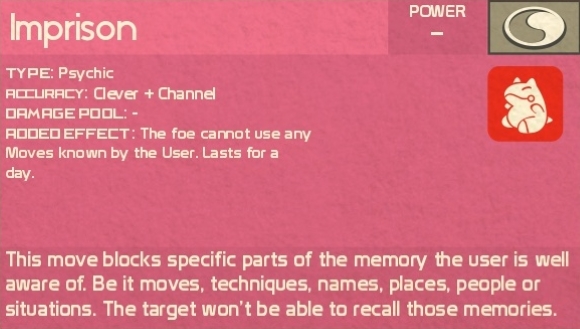 Imprison
POWER
–
TYPE: Psychic
ACCURACY: Clever + Channel
DAMAGE POOL: -
ADDED EFFECT: The foe cannot use any
Moves known by the User. Lasts for a
day.
This move blocks specific parts of the memory the user is well
aware of. Be it moves, techniques, names, places, people or
situations. The target won't be able to recall those memories.